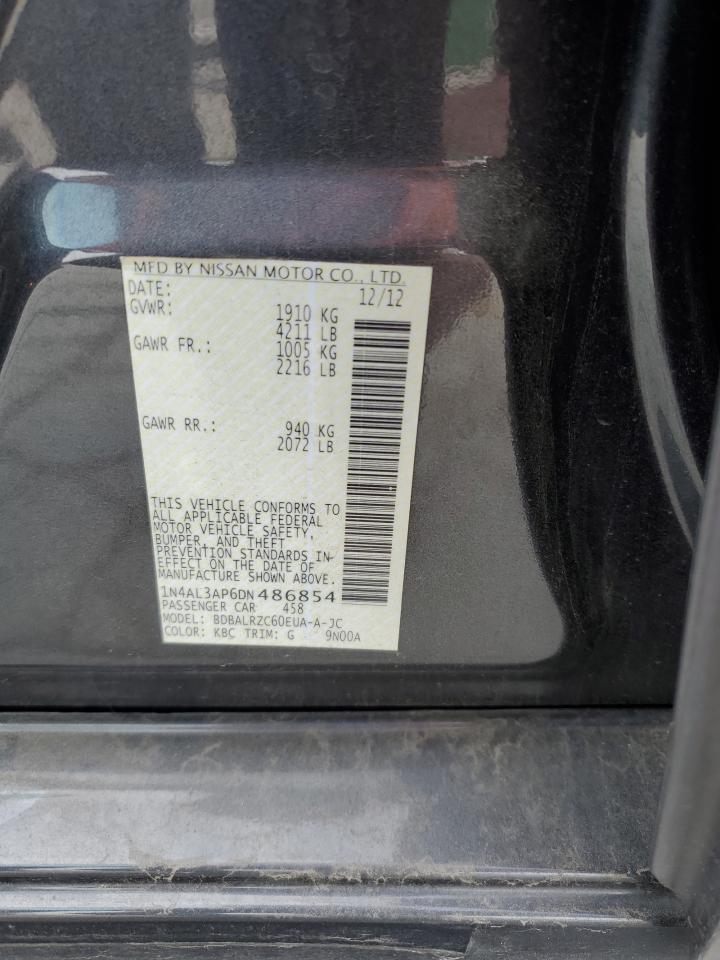 MFD BY NISSAN MOTOR CO., LTD.
DATE: 12/12
GVWR: 1910 KG
4211 LB
GAWR FR.: 1005 KG
2216 LB
GAWR RR.: 940 KG
2072 LB
THIS VEHICLE CONFORMS TO
ALL APPLICABLE FEDERAL
MOTOR VEHICLE SAFETY,
BUMPER, AND THEFT
PREVENTION STANDARDS IN
EFFECT ON THE DATE OF
MANUFACTURE SHOWN ABOVE.
1N4AL3AP6DN486854
PASSENGER CAR 458
MODEL: BDBALRZC60EUA-A-JC
COLOR: KBC TRIM: G 9N00A